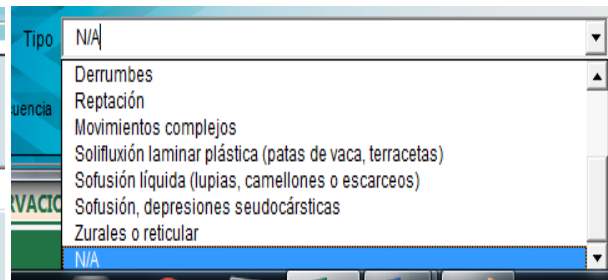 Tipo N/A
Derrumbes
uencia Reptación
Movimientos complejos
Solifluxión laminar plástica (patas de vaca, terracetas)
Sofusión líquida (lupias, camellones o escarceos)
RVACIO Sofusión, depresiones seudocársticas
Zurales o reticular
N/A